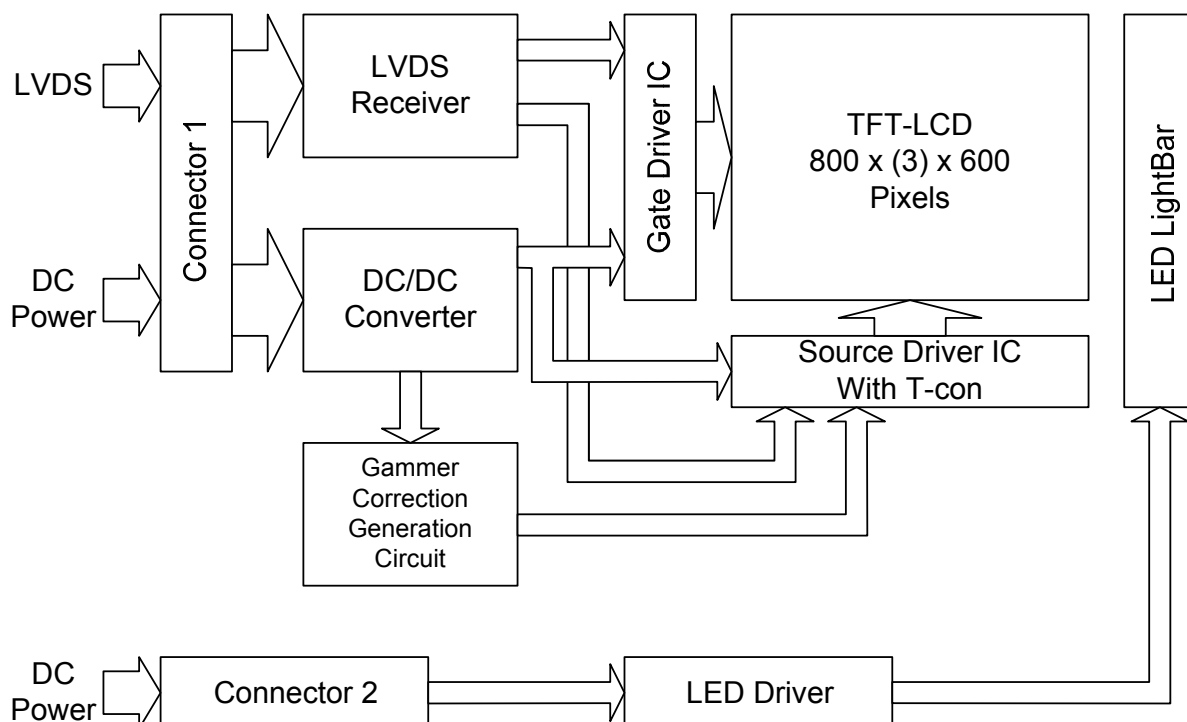 LVDS
Connector 1
LVDS
Receiver
Gate Driver IC
TFT-LCD
800 x (3) x 600
Pixels
LED LightBar
DC
Power
DC/DC
Converter
Source Driver IC
With T-con
Gammer
Correction
Generation
Circuit
DC
Power
Connector 2
LED Driver